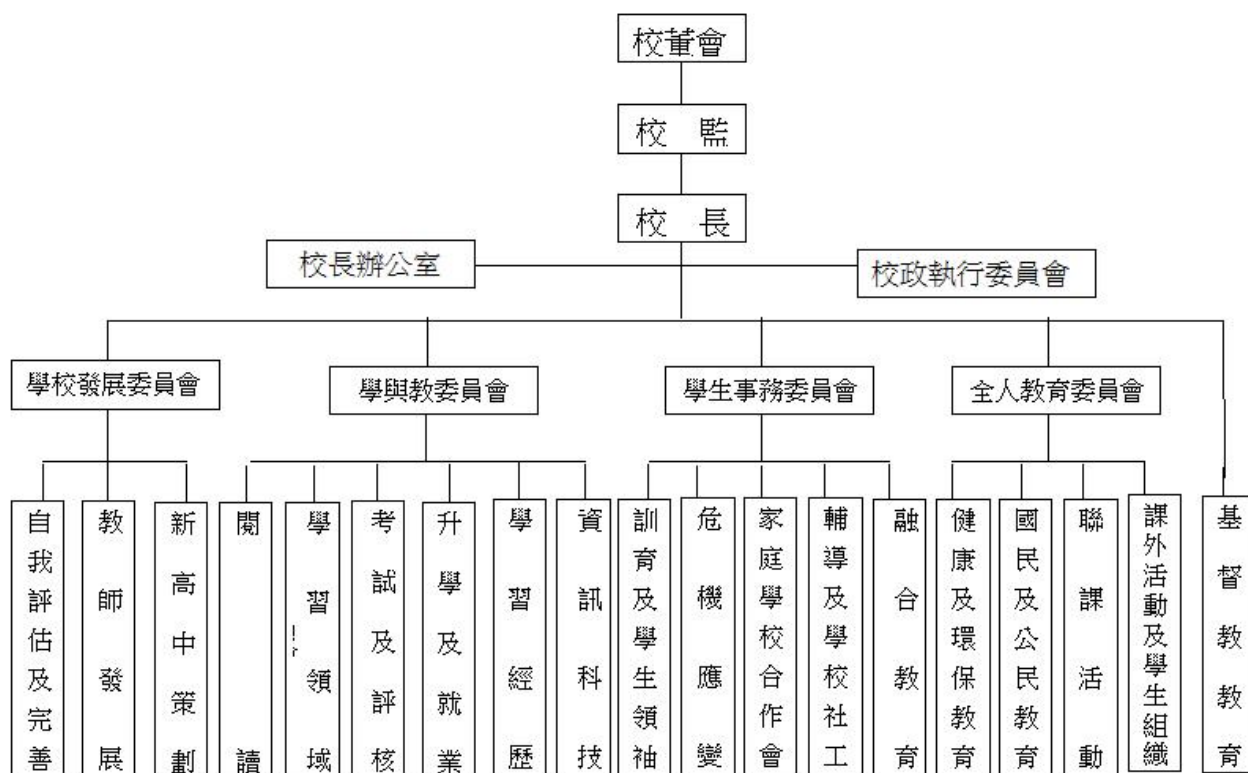 校董會
校監
校長
校長辦公室
校政執行委員會
學校發展委員會
學與教委員會
學生事務委員會
全人教育委員會
自我評估及完善
教師發展
新高中策劃
閱讀
學習領域
考試及評核
升學及就業
學習經歷
資訊科技
訓育及學生領袖
危機應變
家庭學校合作會
輔導及學校社工
融合教育
健康及環保教育
國民及公民教育
聯課活動
課外活動及學生組織
基督教教育